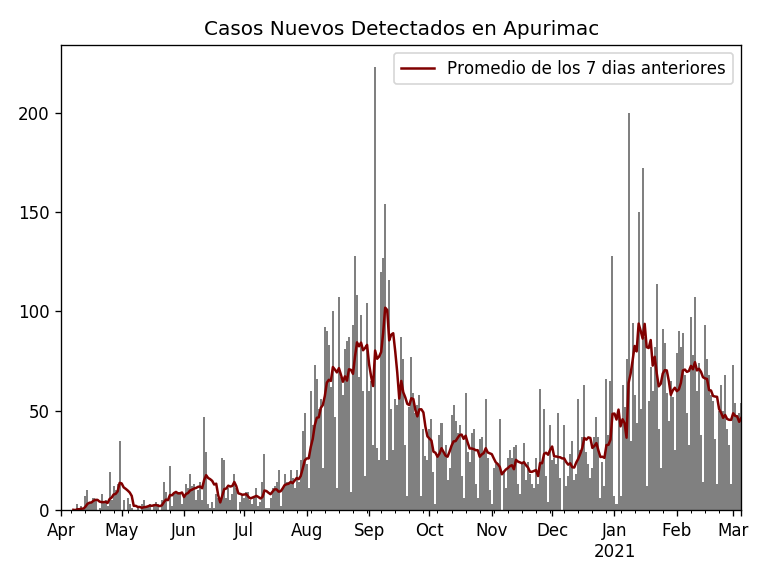 Casos Nuevos Detectados en Apurimac
Promedio de los 7 dias anteriores
200
150
100
50
0
Apr May Jun Jul Aug Sep Oct Nov Dec Jan Feb Mar
2021